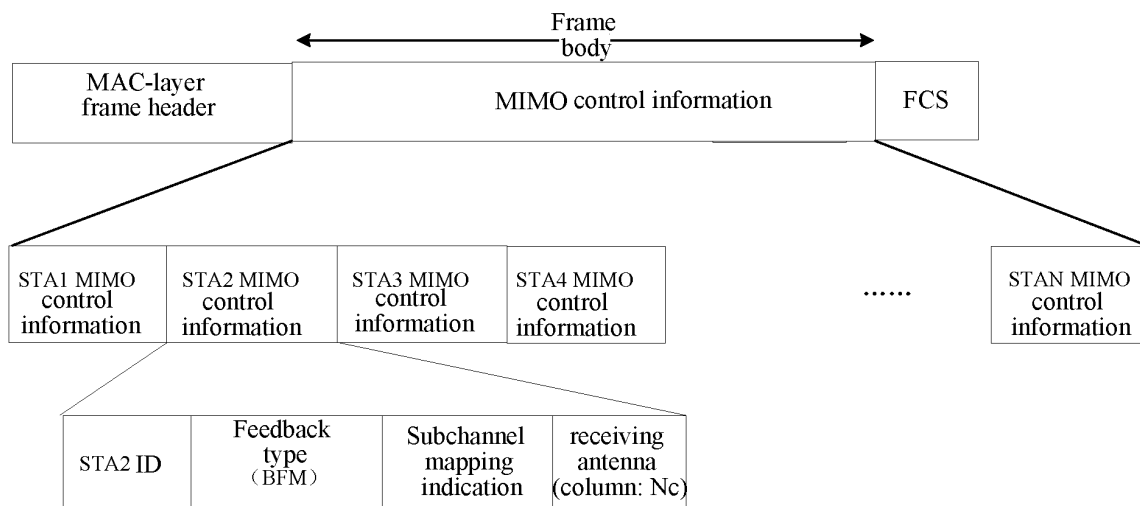 Frame
body
MAC-layer
frame header
MIMO control information
FCS
STA1 MIMO
control
information
STA2 MIMO
control
information
STA3 MIMO
control
information
STA4 MIMO
control
information
……
STAN MIMO
control
information
STA2 ID
Feedback
type
(BFM)
Subchannel
mapping
indication
receiving
antenna
(column: Nc)